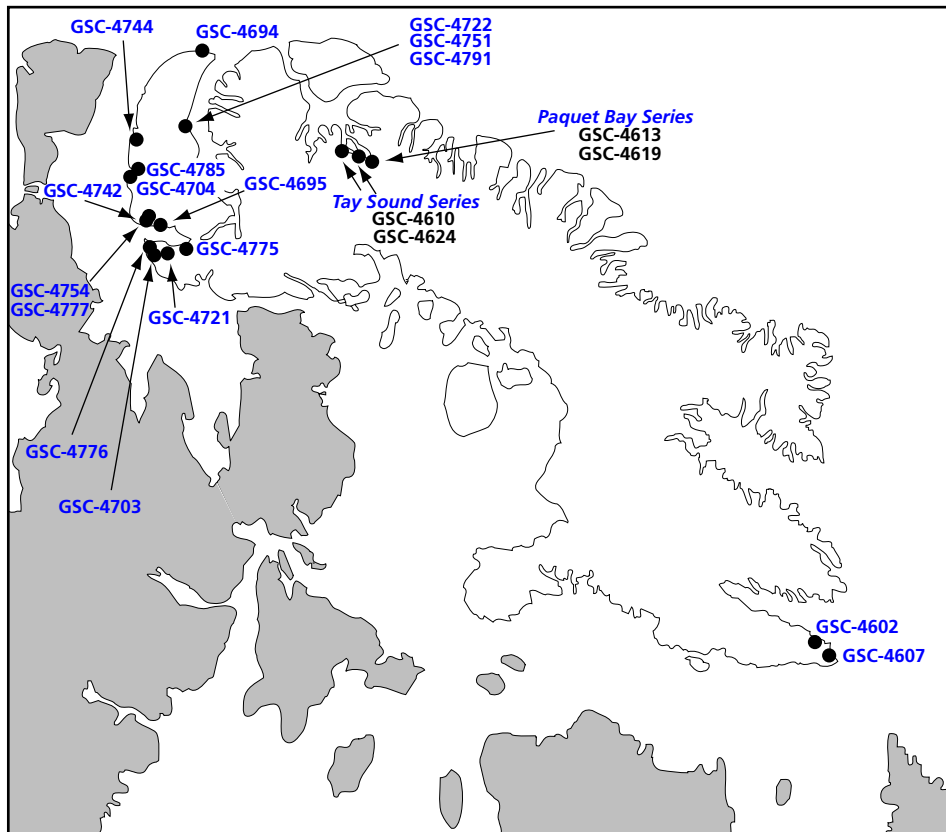 GSC-4744
GSC-4694
GSC-4722
GSC-4751
GSC-4791
Paquet Bay Series
GSC-4613
GSC-4619
GSC-4785
GSC-4704
GSC-4742
GSC-4695
Tay Sound Series
GSC-4610
GSC-4624
GSC-4775
GSC-4754
GSC-4777
GSC-4721
GSC-4776
GSC-4703
GSC-4602
GSC-4607